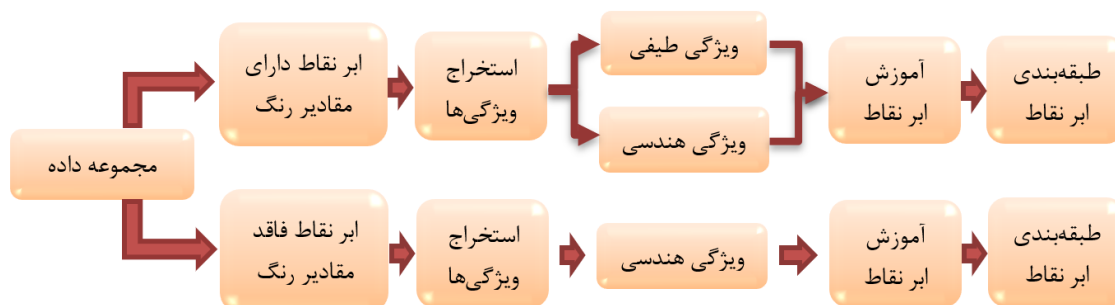 مجموعه داده
ابر نقاط دارای
مقادیر رنگ
استخراج
ویژگی‌ها
ویژگی طیفی
ویژگی هندسی
آموزش
ابر نقاط
طبقه‌بندی
ابر نقاط
ابر نقاط فاقد
مقادیر رنگ
استخراج
ویژگی‌ها
ویژگی هندسی
آموزش
ابر نقاط
طبقه‌بندی
ابر نقاط